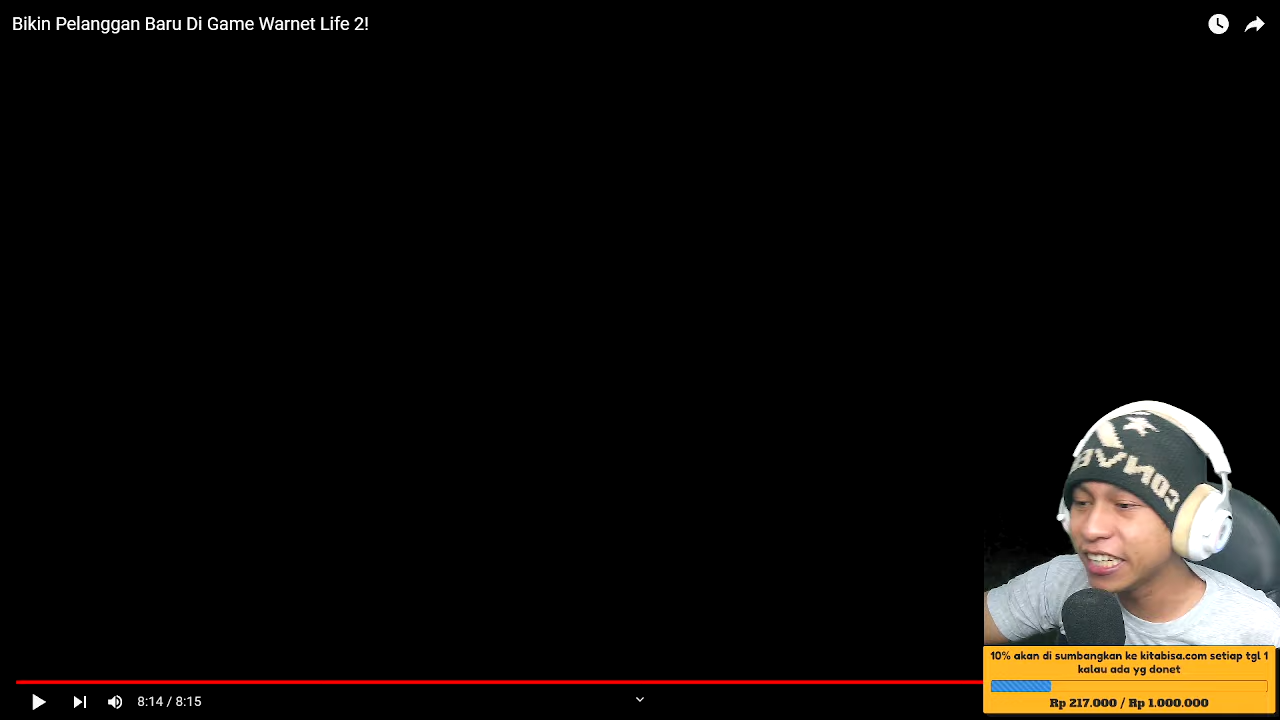 Bikin Pelanggan Baru Di Game Warnet Life 2!
CONVE
8:14 / 8:15
10% akan di sumbangkan ke kitabisa.com setiap tgl 1
kalau ada yg donet
Rp 217.000 / Rp 1.000.000